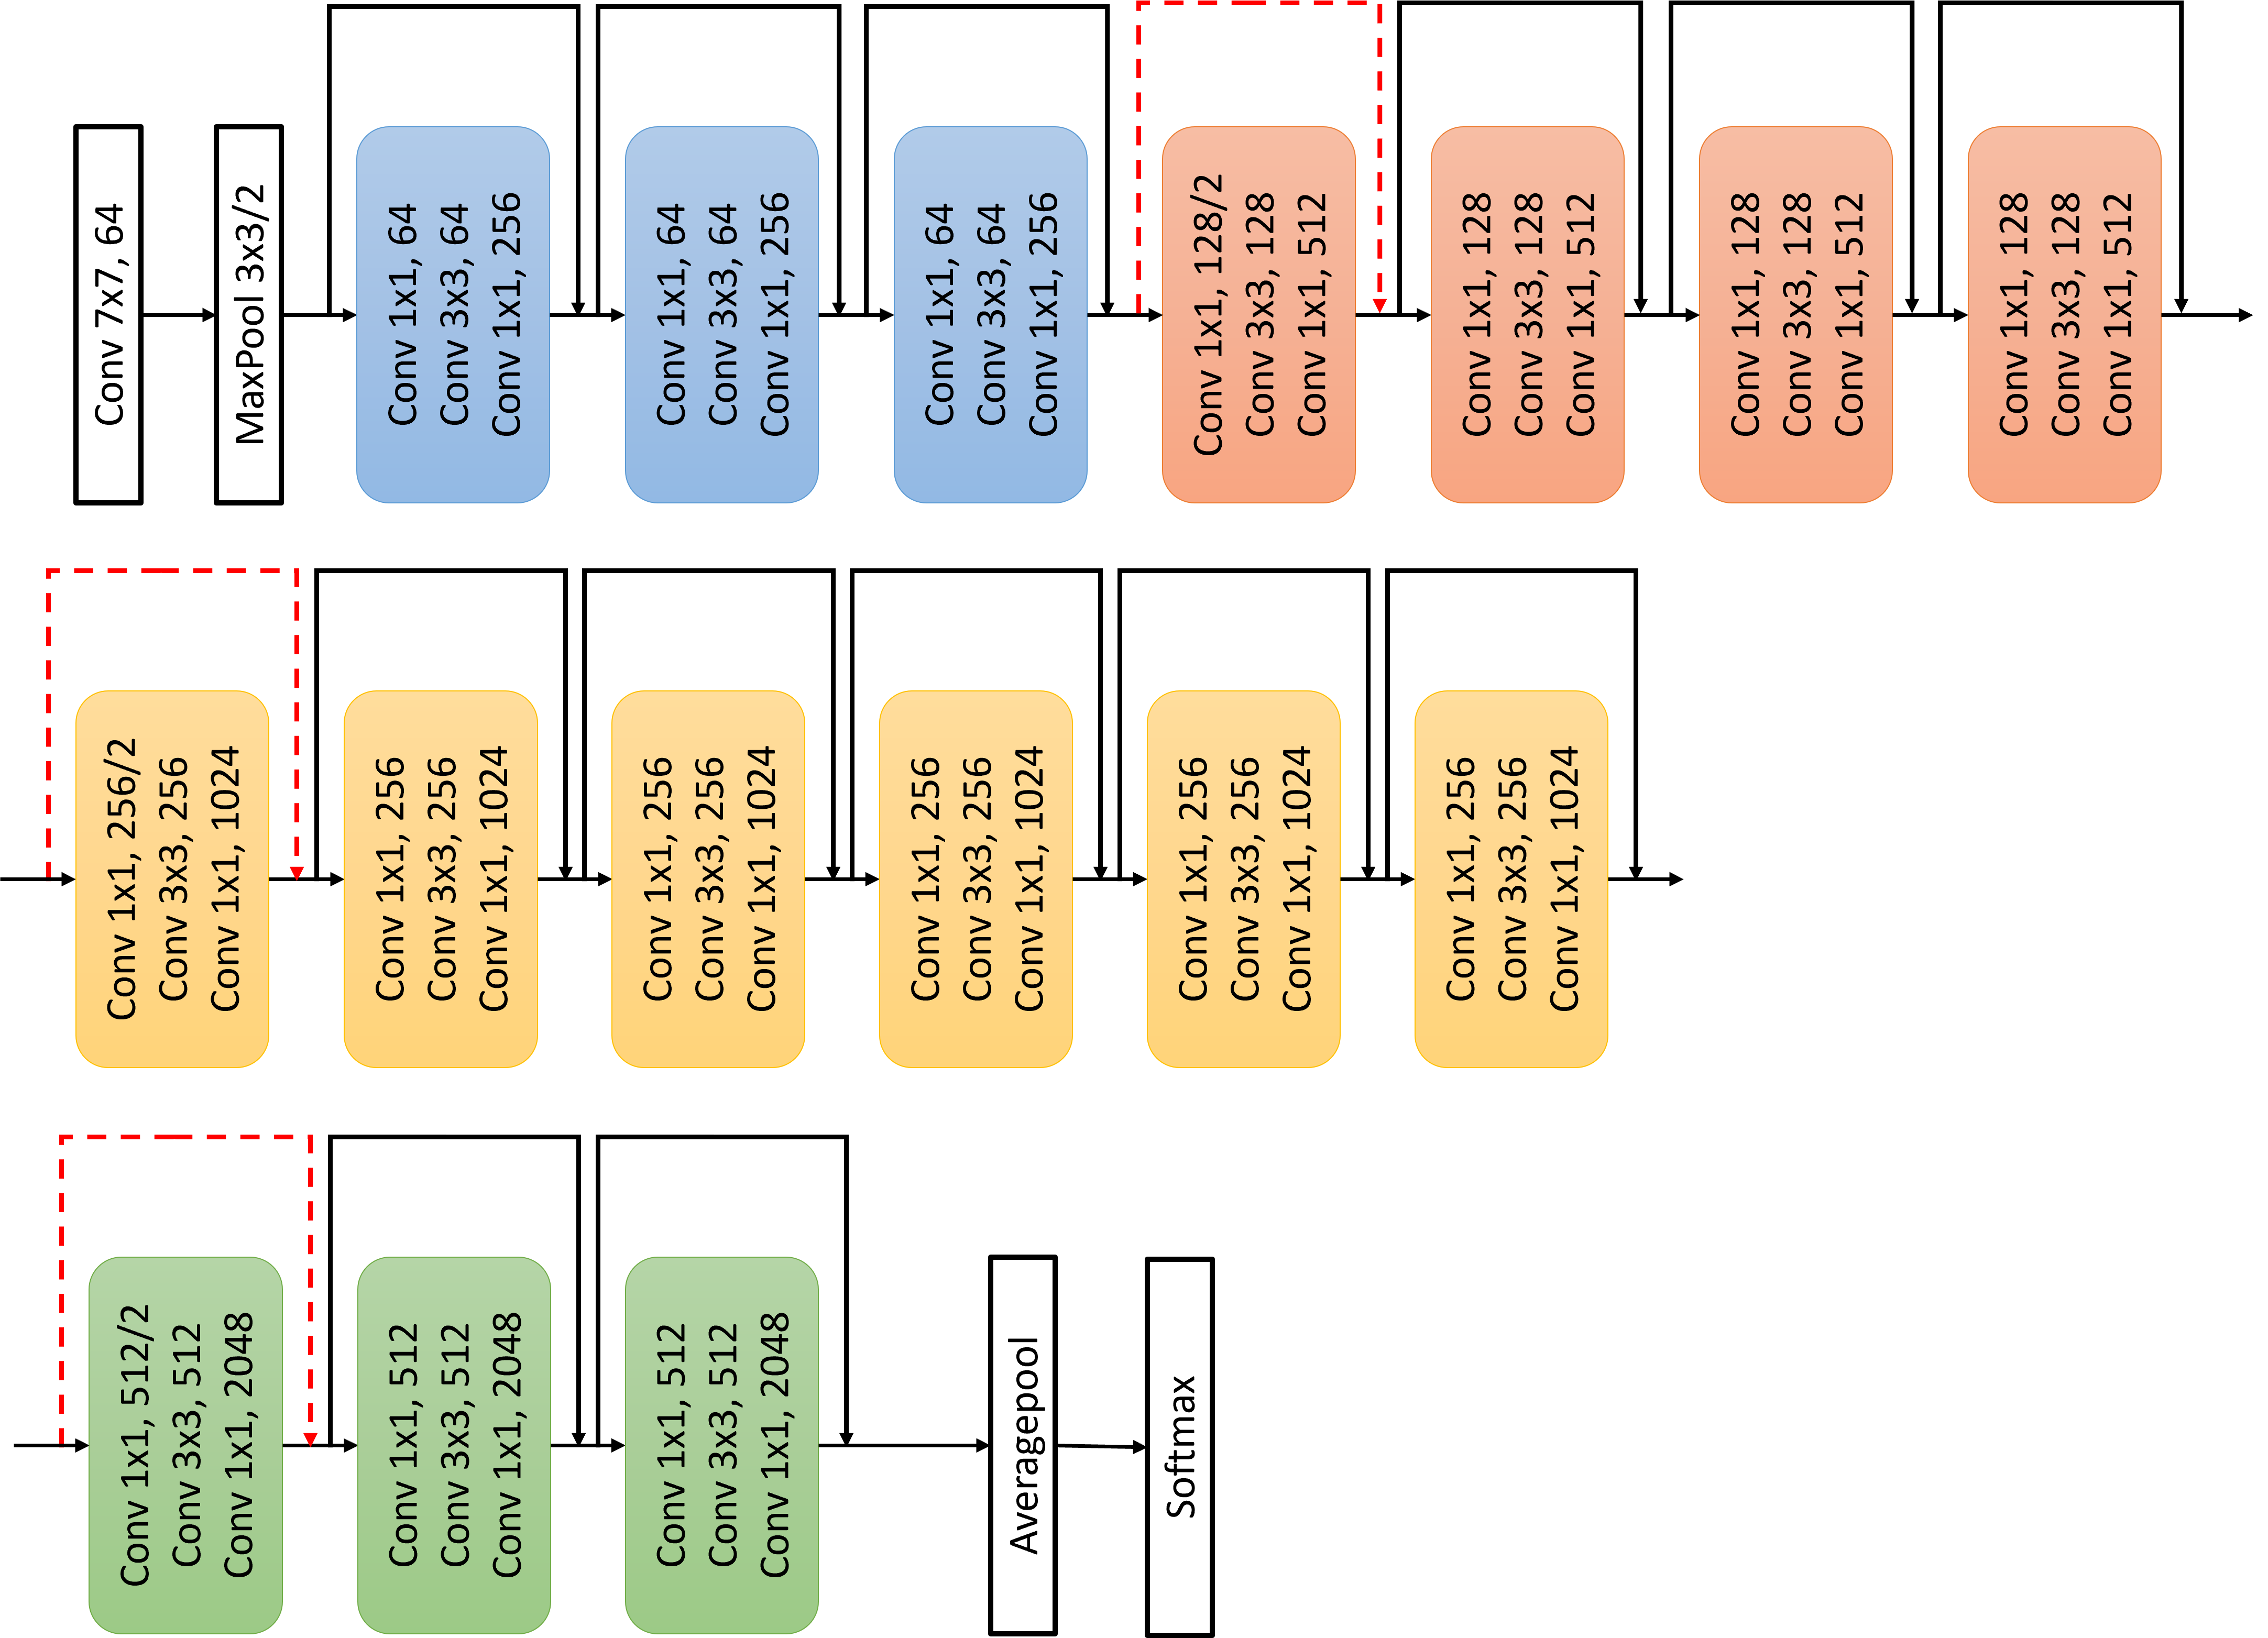 Conv 7x7, 64
MaxPool 3x3/2
Conv 1x1, 64
Conv 3x3, 64
Conv 1x1, 256
Conv 1x1, 64
Conv 3x3, 64
Conv 1x1, 256
Conv 1x1, 64
Conv 3x3, 64
Conv 1x1, 256
Conv 1x1, 128/2
Conv 3x3, 128
Conv 1x1, 512
Conv 1x1, 128
Conv 3x3, 128
Conv 1x1, 512
Conv 1x1, 128
Conv 3x3, 128
Conv 1x1, 512
Conv 1x1, 128
Conv 3x3, 128
Conv 1x1, 512
Conv 1x1, 256/2
Conv 3x3, 256
Conv 1x1, 1024
Conv 1x1, 256
Conv 3x3, 256
Conv 1x1, 1024
Conv 1x1, 256
Conv 3x3, 256
Conv 1x1, 1024
Conv 1x1, 256
Conv 3x3, 256
Conv 1x1, 1024
Conv 1x1, 256
Conv 3x3, 256
Conv 1x1, 1024
Conv 1x1, 256
Conv 3x3, 256
Conv 1x1, 1024
Conv 1x1, 512/2
Conv 3x3, 512
Conv 1x1, 2048
Conv 1x1, 512
Conv 3x3, 512
Conv 1x1, 2048
Conv 1x1, 512
Conv 3x3, 512
Conv 1x1, 2048
Averagepool
Softmax